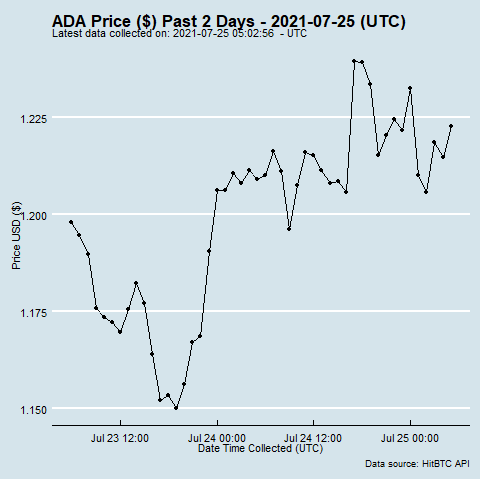 ADA Price ($) Past 2 Days - 2021-07-25 (UTC)
Latest data collected on: 2021-07-25 05:02:56 - UTC
1.225
1.200
1.175
1.150
Price USD ($)
Jul 23 12:00 Jul 24 00:00 Jul 24 12:00 Jul 25 00:00
Date Time Collected (UTC)
Data source: HitBTC API